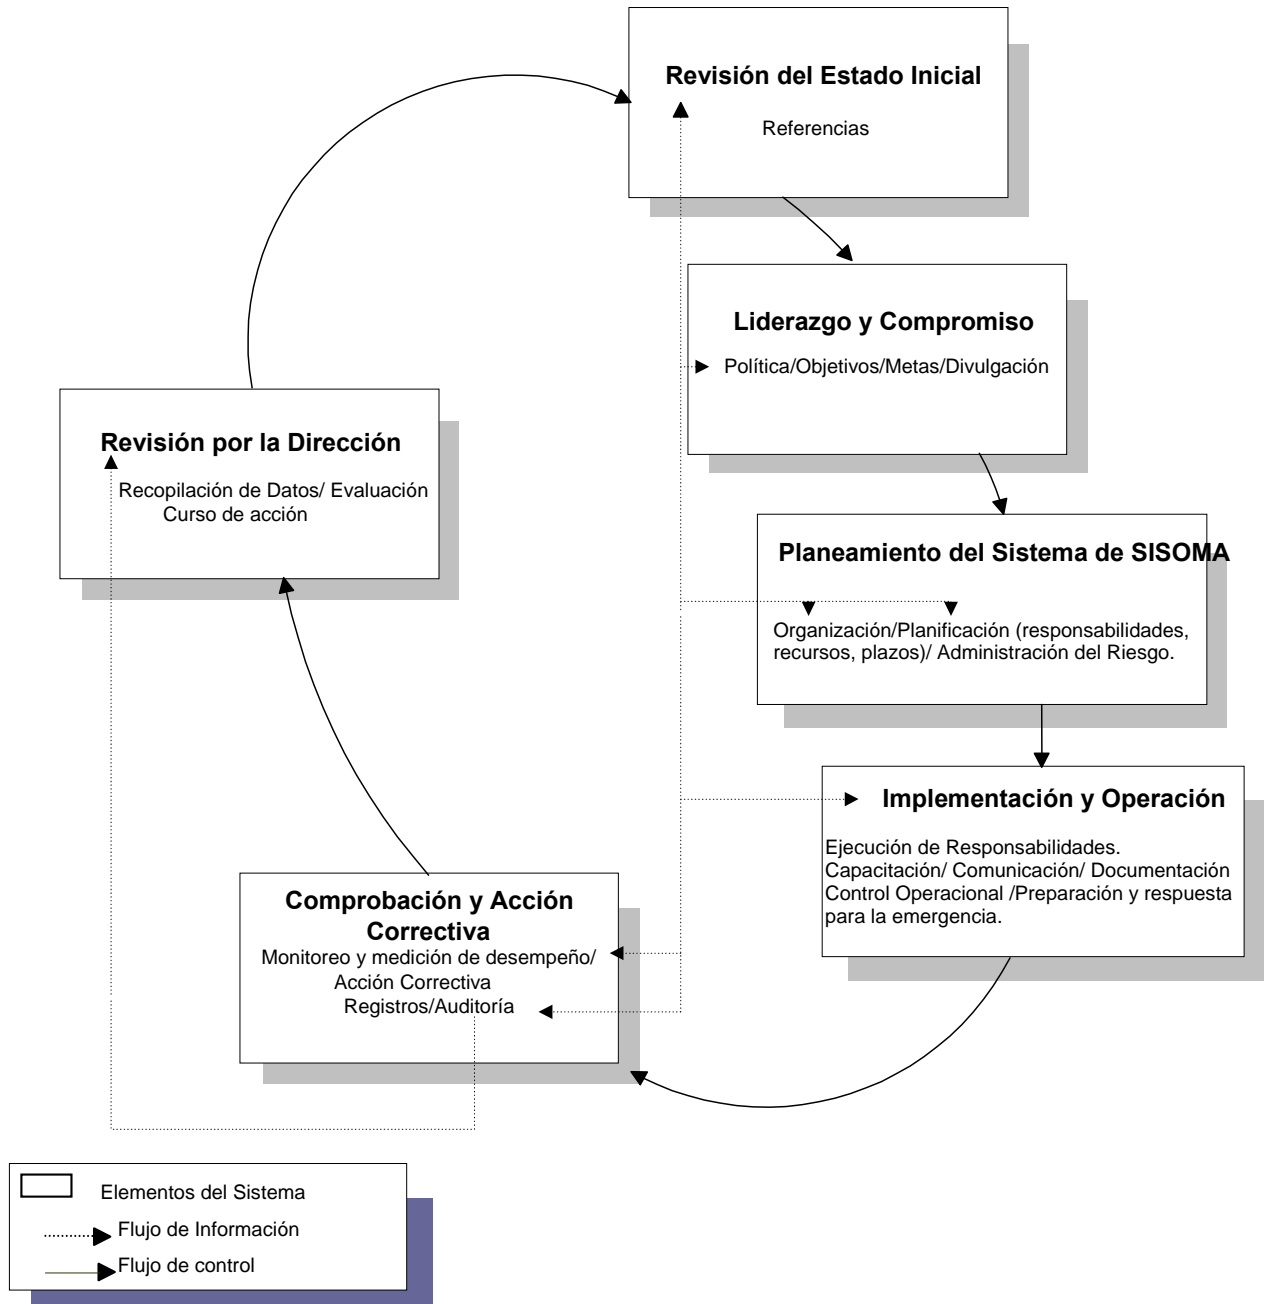 Revisión del Estado Inicial
Referencias
Liderazgo y Compromiso
Política/Objetivos/Metas/Divulgación
Revisión por la Dirección
Recopilación de Datos/ Evaluación
Curso de acción
Planeamiento del Sistema de SISOMA
Organización/Planificación (responsabilidades,
recursos, plazos)/ Administración del Riesgo.
Implementación y Operación
Ejecución de Responsabilidades.
Capacitación/ Comunicación/ Documentación
Control Operacional /Preparación y respuesta
para la emergencia.
Comprobación y Acción
Correctiva
Monitoreo y medición de desempeño/
Acción Correctiva
Registros/Auditoría
Elementos del Sistema
Flujo de Información
Flujo de control